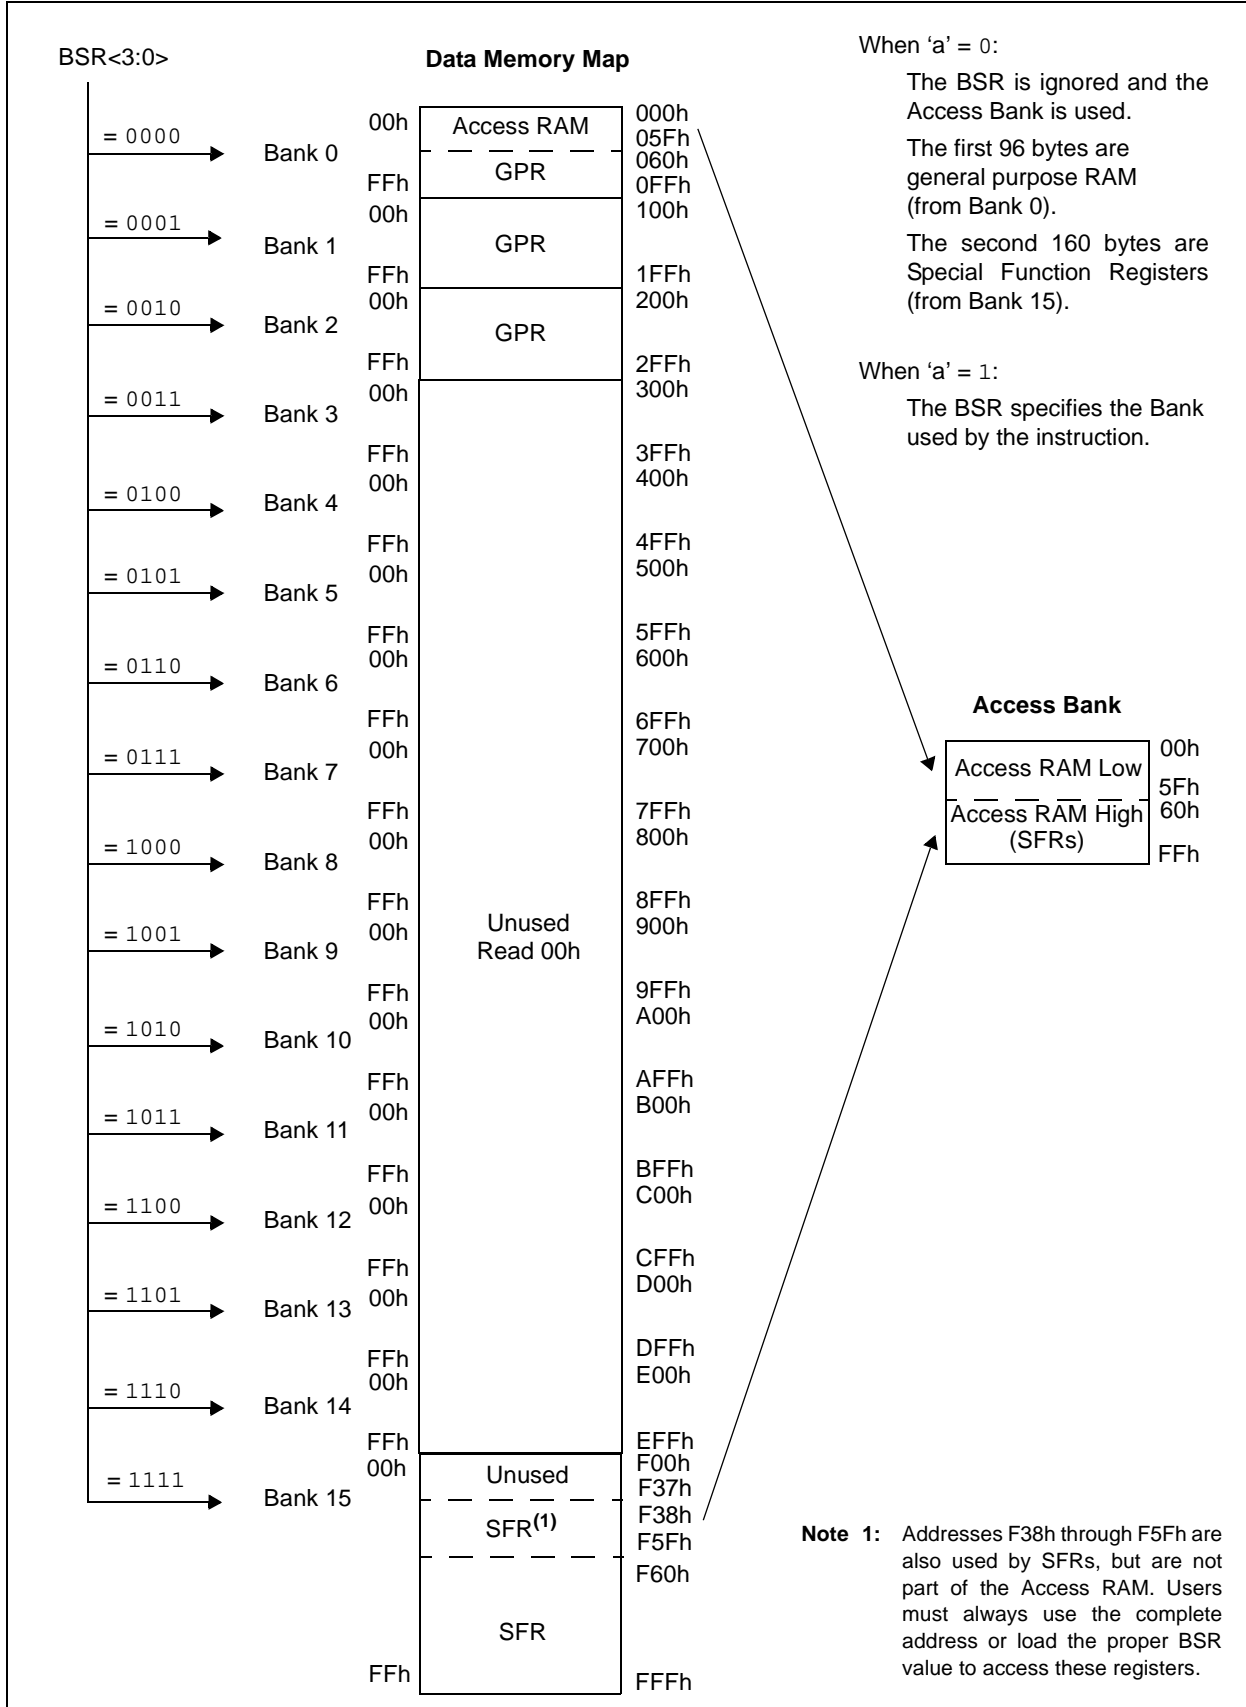 BSR<3:0>
Data Memory Map
When ‘a’ = 0:
The BSR is ignored and the
Access Bank is used.
The first 96 bytes are
general purpose RAM
(from Bank 0).
The second 160 bytes are
Special Function Registers
(from Bank 15).
When ‘a’ = 1:
The BSR specifies the Bank
used by the instruction.
= 0000
Bank 0
00h
FFh
Access RAM
GPR
000h
05Fh
060h
0FFh
= 0001
Bank 1
00h
FFh
GPR
100h
1FFh
= 0010
Bank 2
00h
FFh
GPR
200h
2FFh
= 0011
Bank 3
00h
FFh
300h
3FFh
= 0100
Bank 4
00h
FFh
400h
4FFh
= 0101
Bank 5
00h
FFh
500h
5FFh
= 0110
Bank 6
00h
FFh
600h
6FFh
= 0111
Bank 7
00h
FFh
700h
7FFh
= 1000
Bank 8
00h
FFh
800h
8FFh
= 1001
Bank 9
00h
FFh
Unused
Read 00h
900h
9FFh
= 1010
Bank 10
00h
FFh
A00h
AFFh
= 1011
Bank 11
00h
FFh
B00h
BFFh
= 1100
Bank 12
00h
FFh
C00h
CFFh
= 1101
Bank 13
00h
FFh
D00h
DFFh
= 1110
Bank 14
00h
FFh
E00h
EFFh
= 1111
Bank 15
00h
FFh
Unused
SFR(1)
SFR
F00h
F37h
F38h
F5Fh
F60h
FFFh
Access Bank
Access RAM Low
Access RAM High
(SFRs)
00h
5Fh
60h
FFh
Note 1: Addresses F38h through F5Fh are
also used by SFRs, but are not
part of the Access RAM. Users
must always use the complete
address or load the proper BSR
value to access these registers.